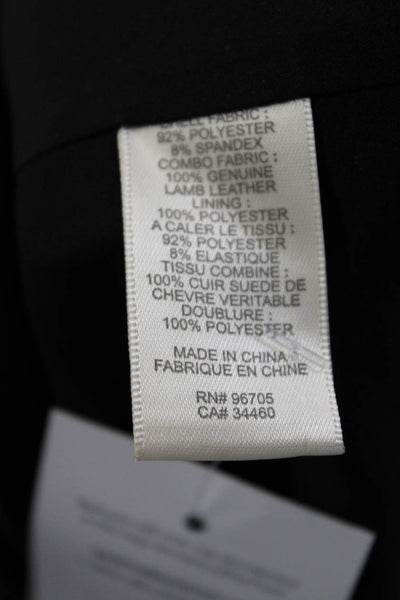 SHELL FABRIC :
92% POLYESTER
8% SPANDEX
COMBO FABRIC :
100% GENUINE
LAMB LEATHER
LINING :
100% POLYESTER
A CALER LE TISSU :
92% POLYESTER
8% ELASTIQUE
TISSU COMBINE :
100% CUIR SUEDE DE
CHEVRE VERITABLE
DOUBLURE :
100% POLYESTER
MADE IN CHINA
FABRIQUE EN CHINE
RN# 96705
CA# 34460